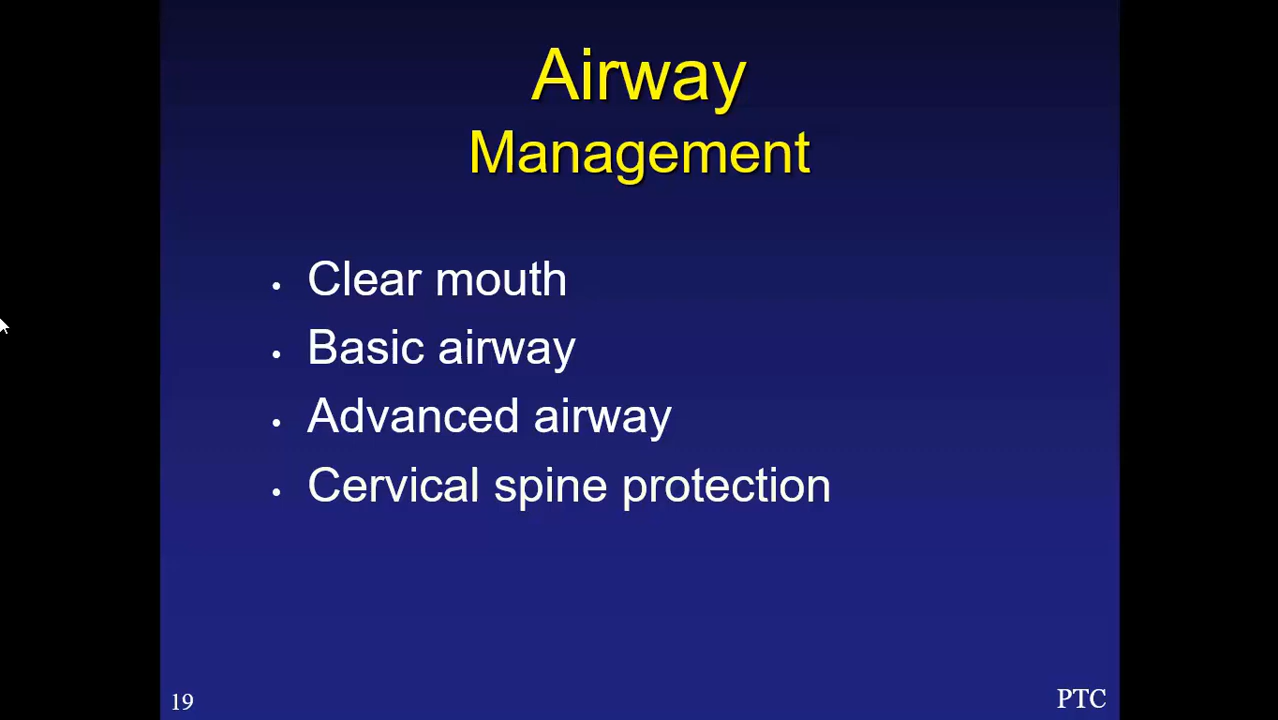 Airway
Management
• Clear mouth
• Basic airway
• Advanced airway
• Cervical spine protection
19
PTC